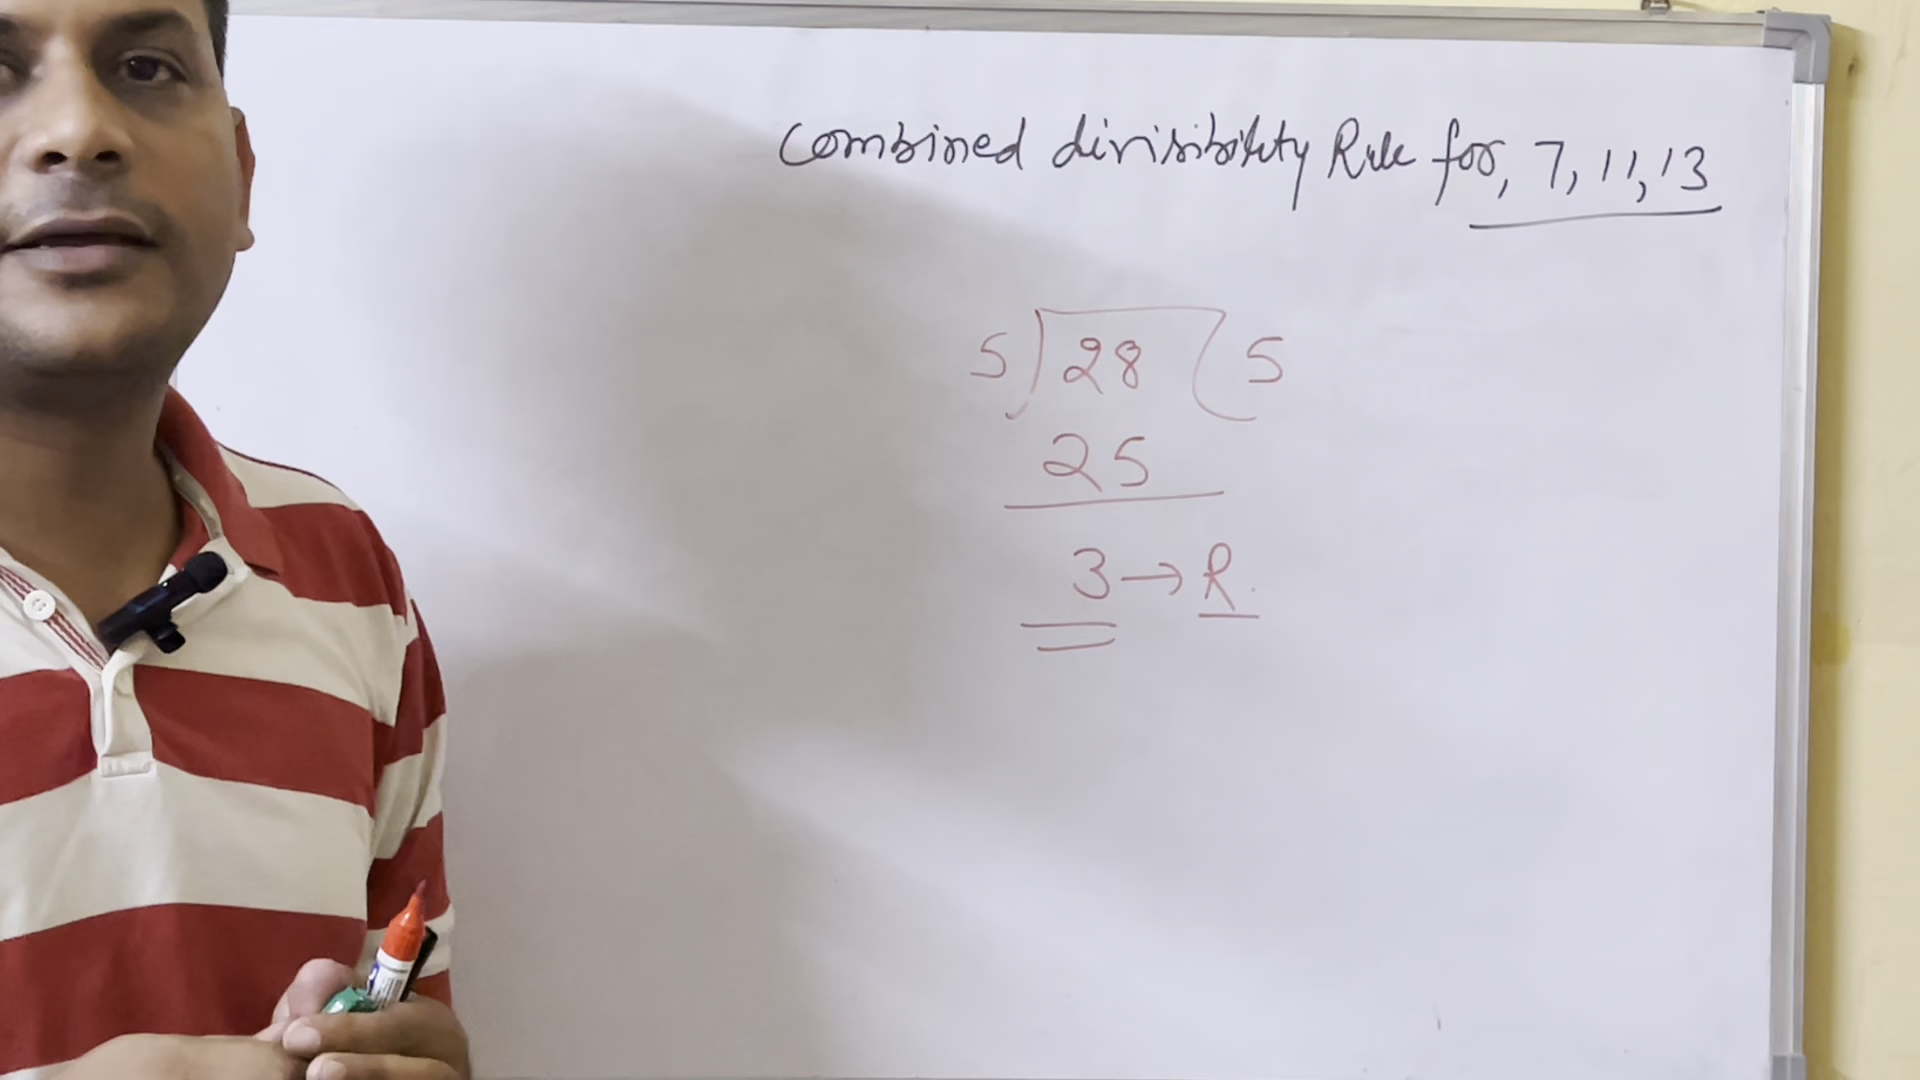 Combined divisibility Rule for, 7, 11, 13
5 ) 28 ( 5
25
3 → R.